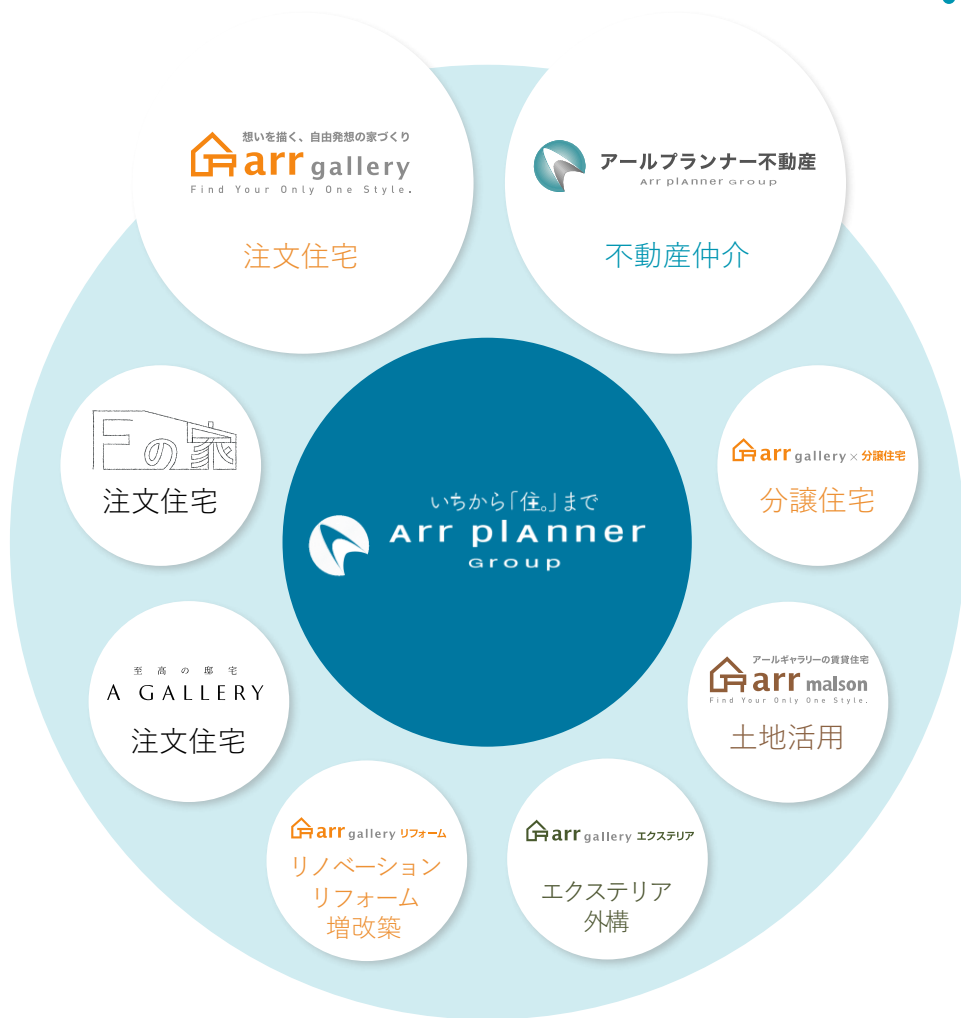 想いを描く、自由発想の家づくり
arr gallery
Find Your Only One Style.
注文住宅
アールプランナー不動産
Arr plAnner Group
不動産仲介
Fの家
注文住宅
arr gallery × 分譲住宅
分譲住宅
いちから「住。」まで
Arr plAnner
Group
至高の邸宅
A GALLERY
注文住宅
アールギャラリーの賃貸住宅
arr maison
Find Your Only One Style.
土地活用
arr gallery リフォーム
リノベーション
リフォーム
増改築
arr gallery エクステリア
エクステリア
外構